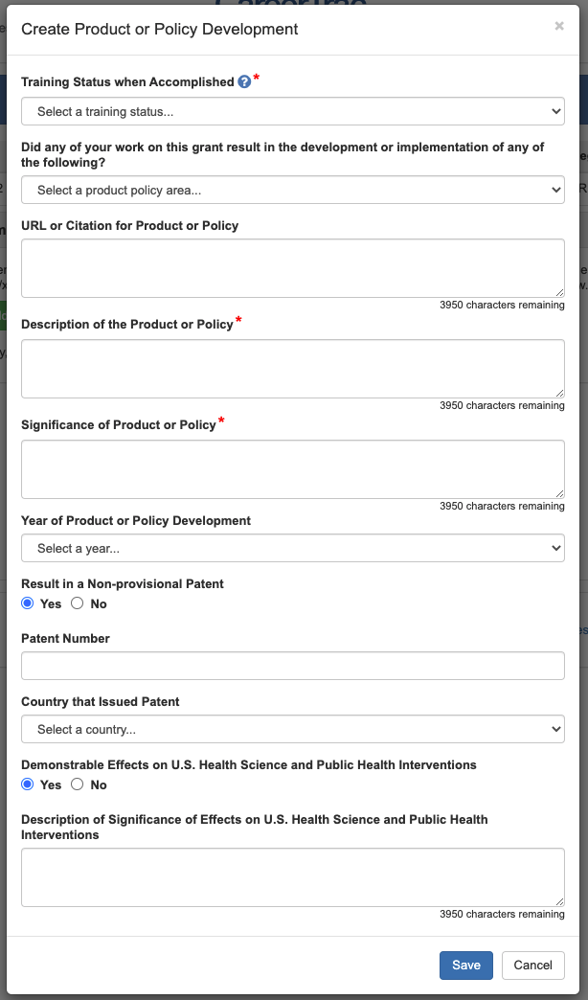 Create Product or Policy Development
×
Training Status when Accomplished ? *
Select a training status...
Did any of your work on this grant result in the development or implementation of any of
the following?
Select a product policy area...
URL or Citation for Product or Policy
3950 characters remaining
Description of the Product or Policy *
3950 characters remaining
Significance of Product or Policy *
3950 characters remaining
Year of Product or Policy Development
Select a year...
Result in a Non-provisional Patent
Yes No
Patent Number
Country that Issued Patent
Select a country...
Demonstrable Effects on U.S. Health Science and Public Health Interventions
Yes No
Description of Significance of Effects on U.S. Health Science and Public Health
Interventions
3950 characters remaining
Save Cancel